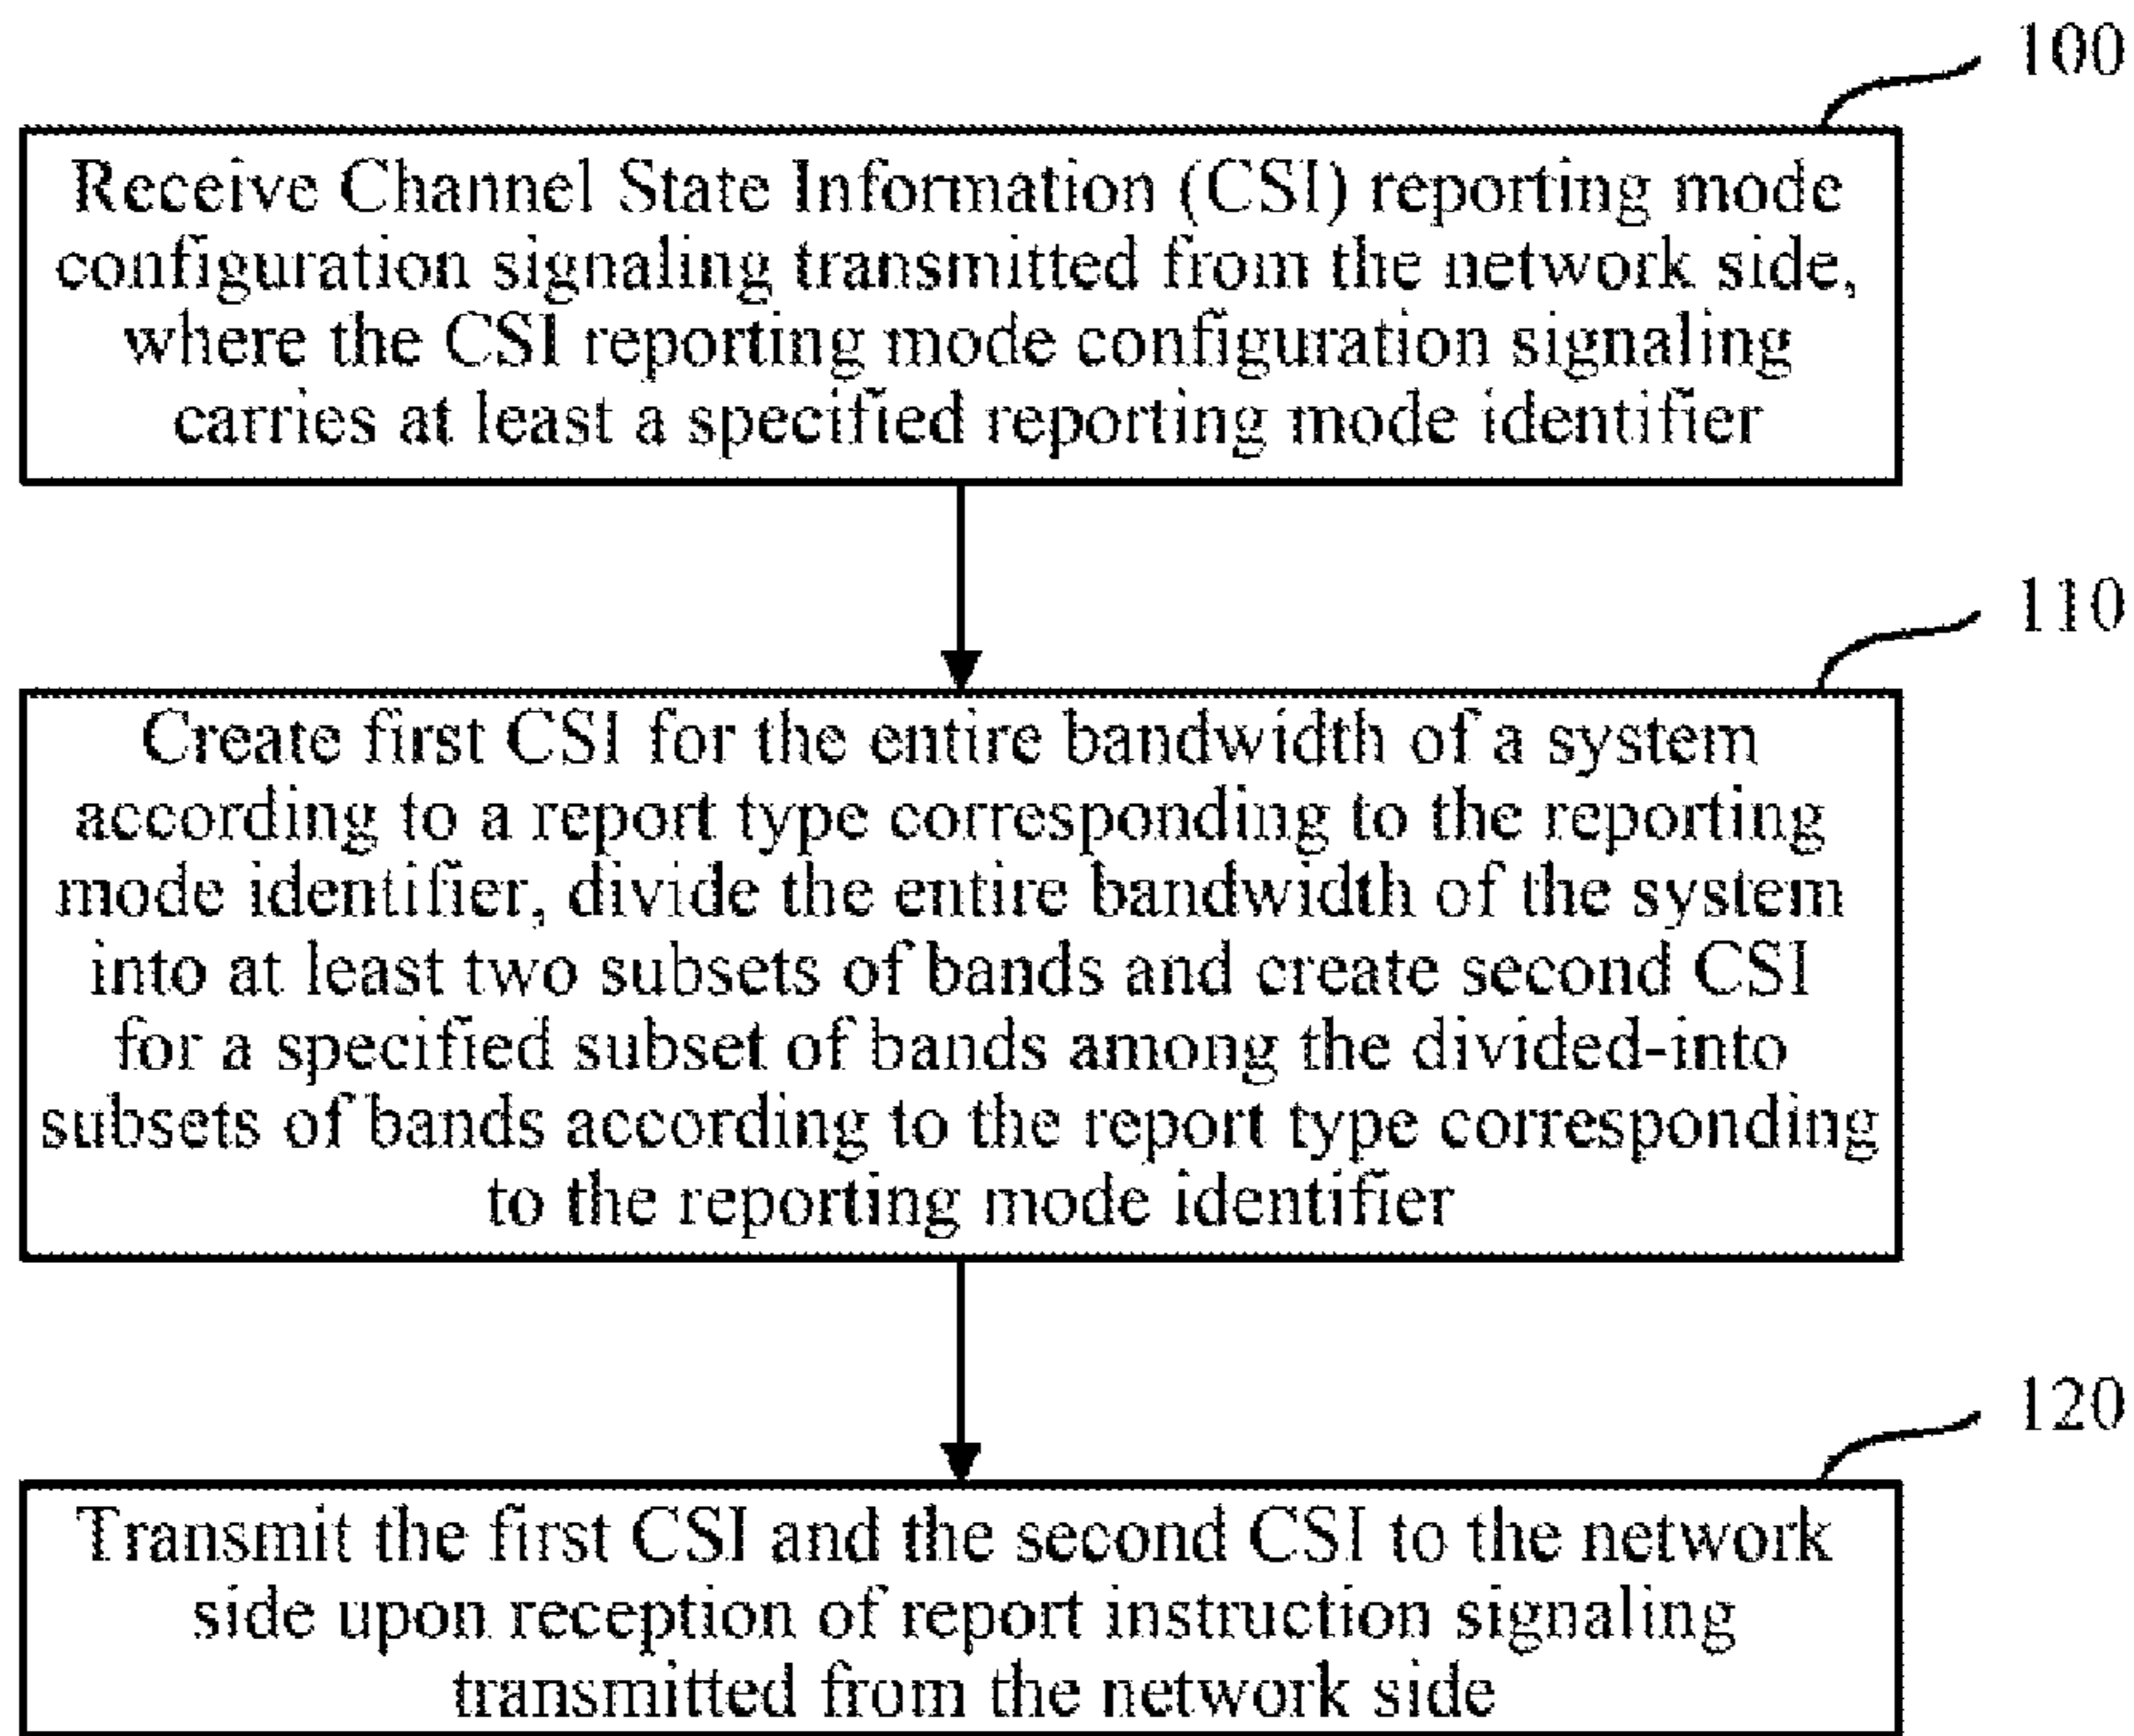 100
Receive Channel State Information (CSI) reporting mode
configuration signaling transmitted from the network side,
where the CSI reporting mode configuration signaling
carries at least a specified reporting mode identifier
110
Create first CSI for the entire bandwidth of a system
according to a report type corresponding to the reporting
mode identifier, divide the entire bandwidth of the system
into at least two subsets of bands and create second CSI
for a specified subset of bands among the divided-into
subsets of bands according to the report type corresponding
to the reporting mode identifier
120
Transmit the first CSI and the second CSI to the network
side upon reception of report instruction signaling
transmitted from the network side